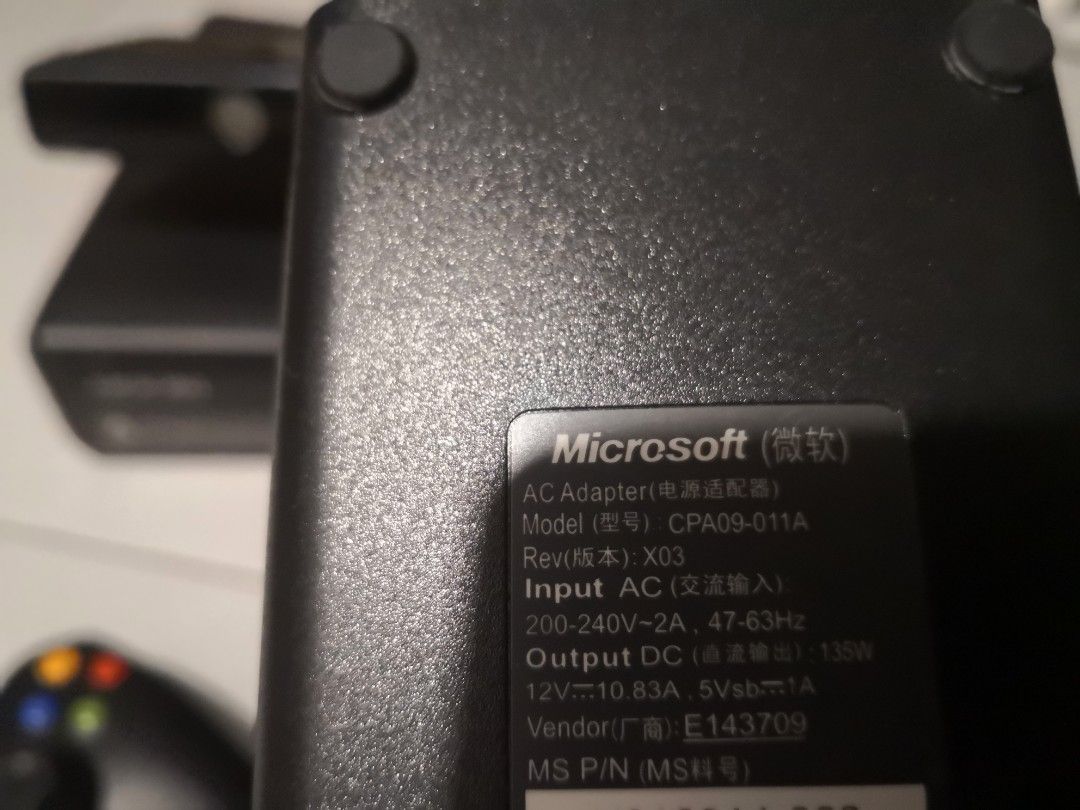 Microsoft (微软)
AC Adapter(电源适配器)
Model (型号) : CPA09-011A
Rev(版本): X03
Input AC (交流输入):
200-240V~2A , 47-63Hz
Output DC (直流输出) : 135W
12V⎓10.83A , 5Vsb⎓1A
Vendor(厂商): E143709
MS P/N (MS料号)